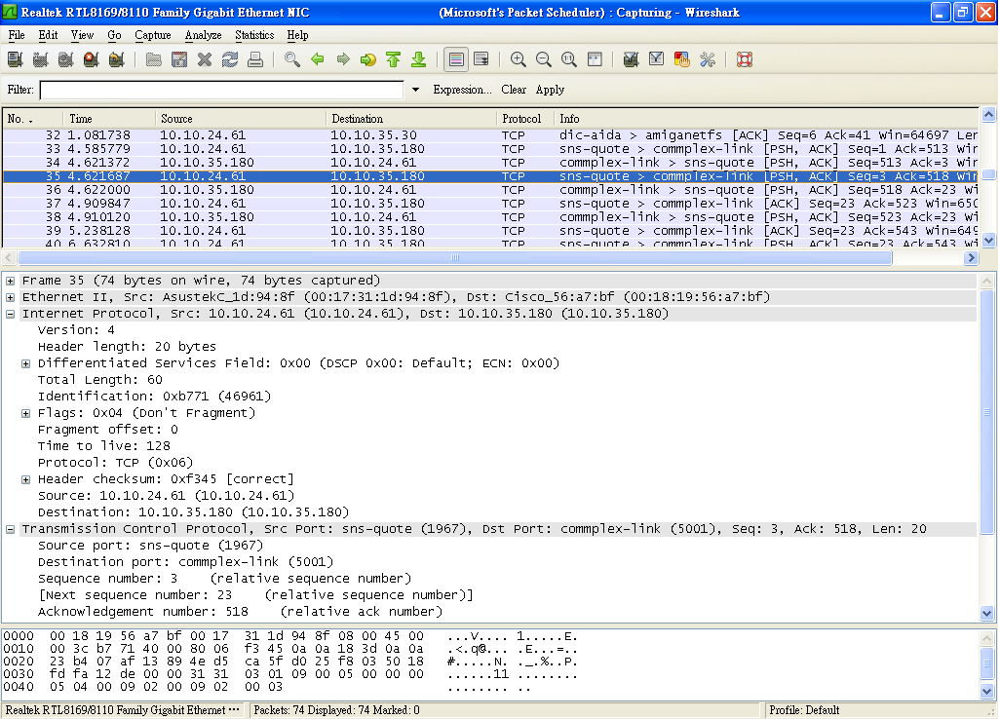 Realtek RTL8169/8110 Family Gigabit Ethernet NIC (Microsoft's Packet Scheduler) : Capturing - Wireshark
File Edit View Go Capture Analyze Statistics Help
Filter: Expression... Clear Apply
No. . Time Source Destination Protocol Info
32 1.081738 10.10.24.61 10.10.35.30 TCP dic-aida > amiganetfs [ACK] Seq=6 Ack=41 Win=64697 Len
33 4.585779 10.10.24.61 10.10.35.180 TCP sns-quote > commplex-link [PSH, ACK] Seq=1 Ack=513 Win
34 4.621372 10.10.35.180 10.10.24.61 TCP commplex-link > sns-quote [PSH, ACK] Seq=513 Ack=3 Win
35 4.621687 10.10.24.61 10.10.35.180 TCP sns-quote > commplex-link [PSH, ACK] Seq=3 Ack=518 Win
36 4.622000 10.10.35.180 10.10.24.61 TCP commplex-link > sns-quote [PSH, ACK] Seq=518 Ack=23 Wi
37 4.909847 10.10.24.61 10.10.35.180 TCP sns-quote > commplex-link [ACK] Seq=23 Ack=523 Win=650
38 4.910120 10.10.35.180 10.10.24.61 TCP commplex-link > sns-quote [PSH, ACK] Seq=523 Ack=23 Wi
39 5.238128 10.10.24.61 10.10.35.180 TCP sns-quote > commplex-link [ACK] Seq=23 Ack=543 Win=649
40 6.632810 10.10.24.61 10.10.35.180 TCP sns-quote > commplex-link [PSH, ACK] Seq=23 Ack=543 Wi
Frame 35 (74 bytes on wire, 74 bytes captured)
Ethernet II, Src: AsustekC_1d:94:8f (00:17:31:1d:94:8f), Dst: Cisco_56:a7:bf (00:18:19:56:a7:bf)
Internet Protocol, Src: 10.10.24.61 (10.10.24.61), Dst: 10.10.35.180 (10.10.35.180)
Version: 4
Header length: 20 bytes
Differentiated Services Field: 0x00 (DSCP 0x00: Default; ECN: 0x00)
Total Length: 60
Identification: 0xb771 (46961)
Flags: 0x04 (Don't Fragment)
Fragment offset: 0
Time to live: 128
Protocol: TCP (0x06)
Header checksum: 0xf345 [correct]
Source: 10.10.24.61 (10.10.24.61)
Destination: 10.10.35.180 (10.10.35.180)
Transmission Control Protocol, Src Port: sns-quote (1967), Dst Port: commplex-link (5001), Seq: 3, Ack: 518, Len: 20
Source port: sns-quote (1967)
Destination port: commplex-link (5001)
Sequence number: 3 (relative sequence number)
[Next sequence number: 23 (relative sequence number)]
Acknowledgement number: 518 (relative ack number)
0000 00 18 19 56 a7 bf 00 17 31 1d 94 8f 08 00 45 00 ...V.... 1.....E.
0010 00 3c b7 71 40 00 80 06 f3 45 0a 0a 18 3d 0a 0a .<.q@... .E...=..
0020 23 b4 07 af 13 89 4e d5 ca 5f d0 25 f8 03 50 18 #.....N. ._.%..P.
0030 fd fa 12 de 00 00 31 31 03 01 09 00 05 00 00 00 ......11 ........
0040 05 04 00 09 02 00 09 02 00 03 ........ ..
Realtek RTL8169/8110 Family Gigabit Ethernet ··· Packets: 74 Displayed: 74 Marked: 0 Profile: Default